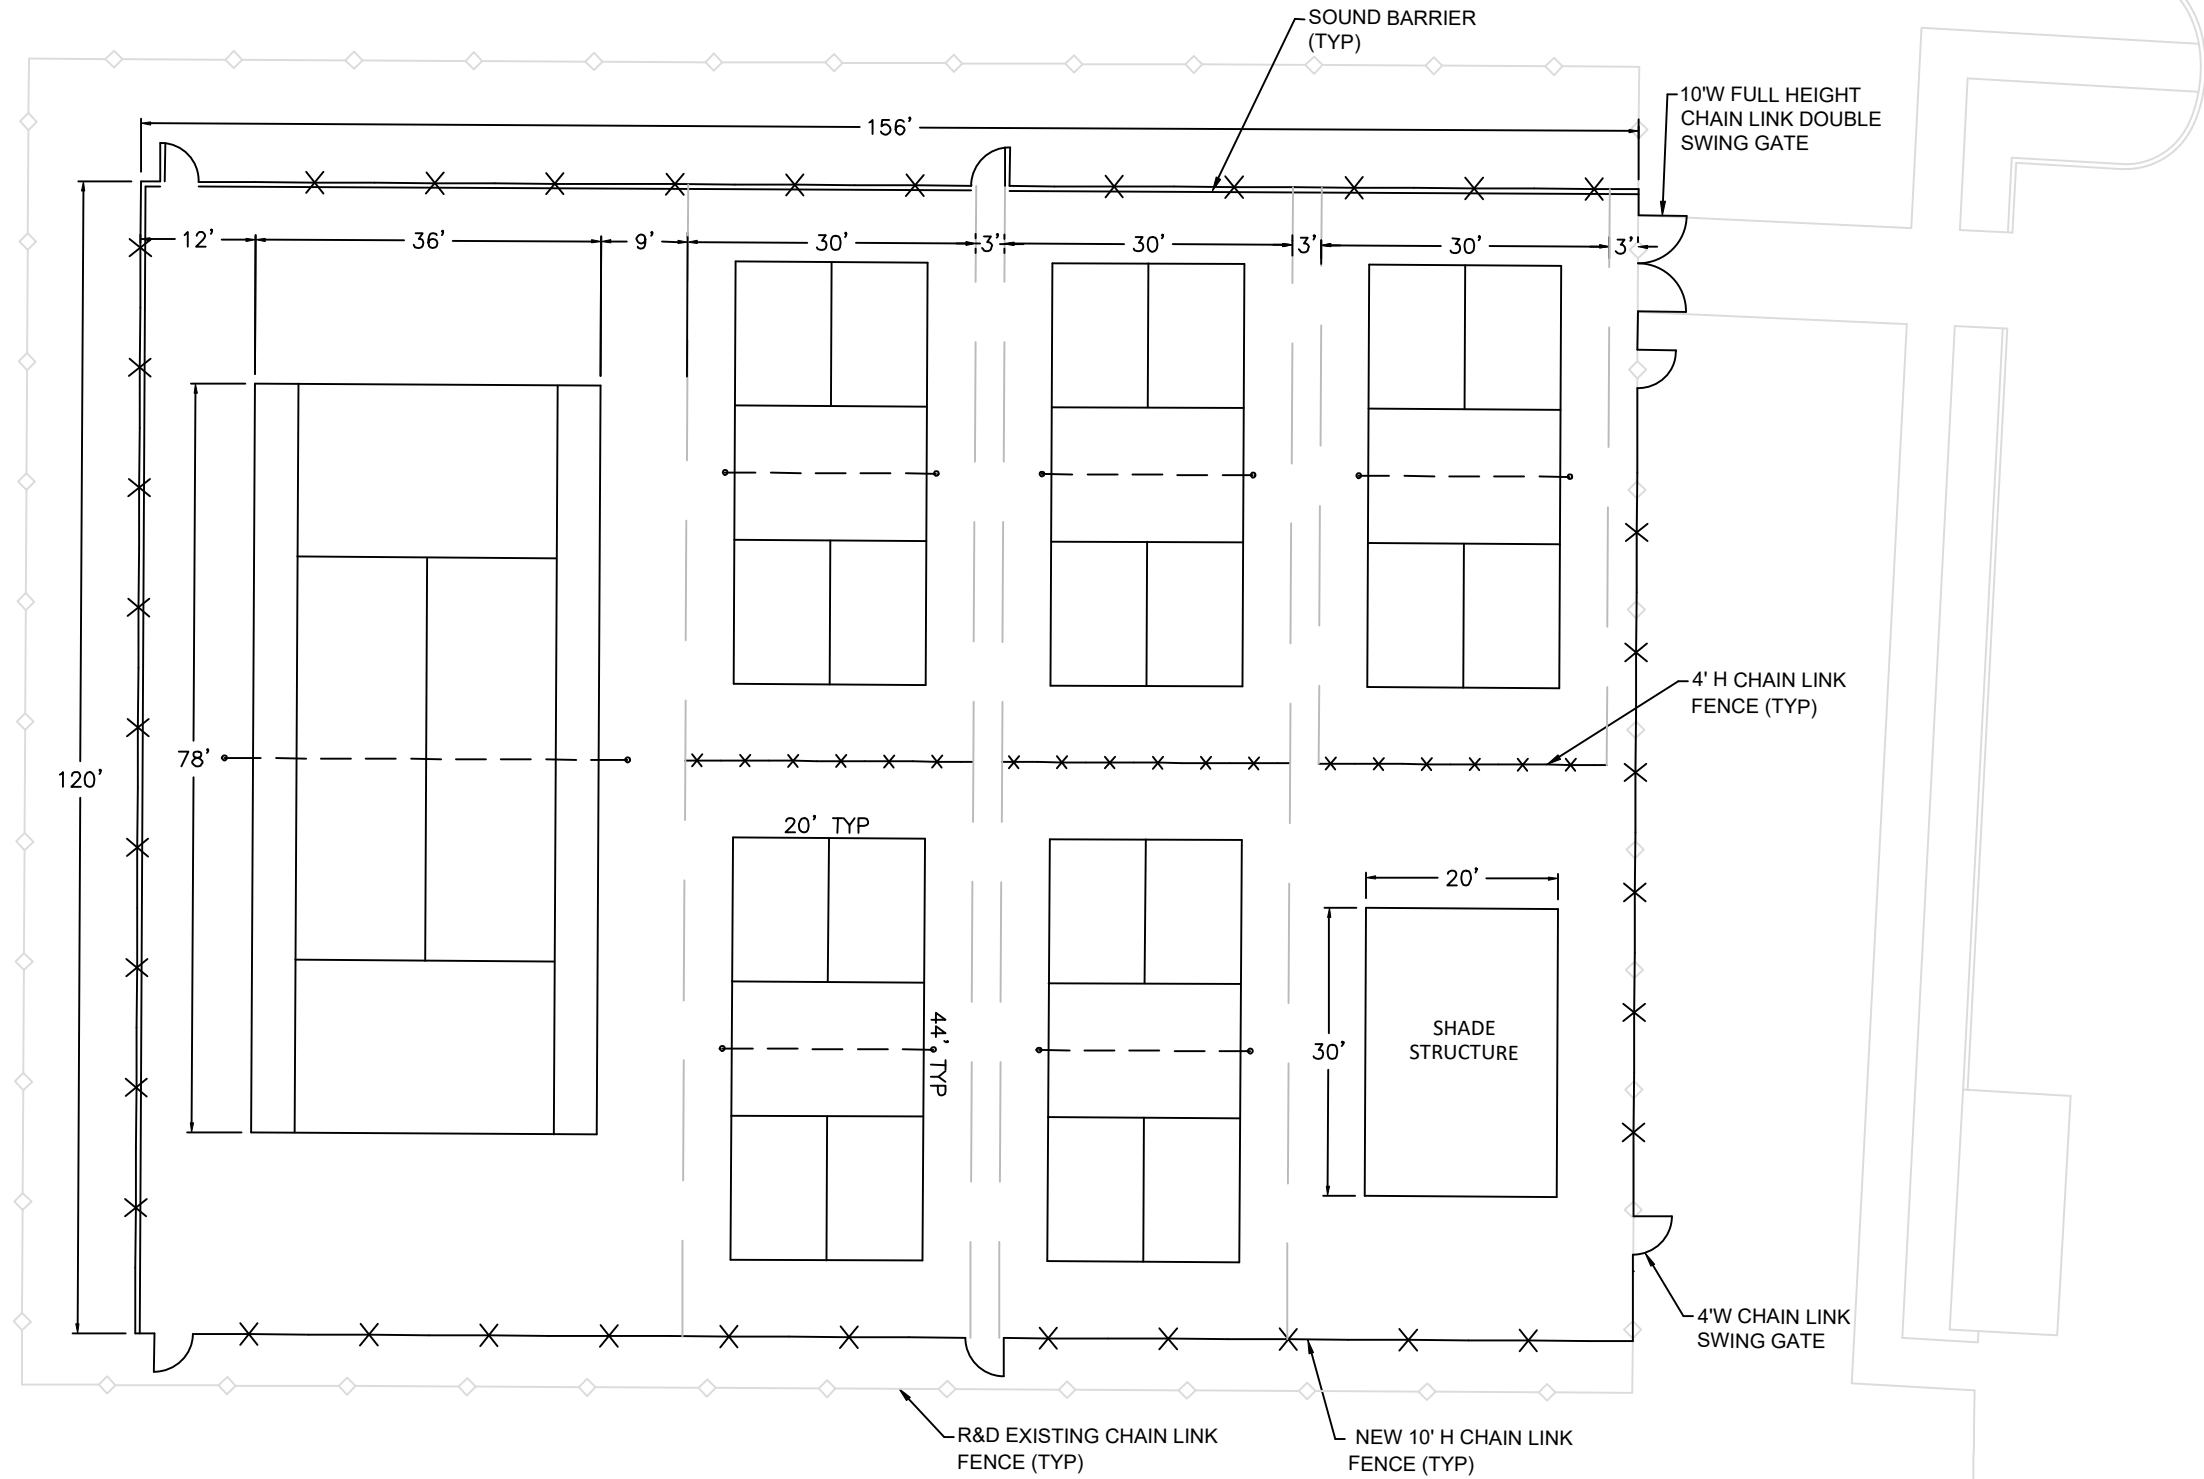 SOUND BARRIER
(TYP)
10'W FULL HEIGHT
CHAIN LINK DOUBLE
SWING GATE
156'
12'
36'
9'
30'
3'
30'
3'
30'
3'
4' H CHAIN LINK
FENCE (TYP)
78'
120'
20' TYP
44' TYP
20'
30'
SHADE
STRUCTURE
4'W CHAIN LINK
SWING GATE
R&D EXISTING CHAIN LINK
FENCE (TYP)
NEW 10' H CHAIN LINK
FENCE (TYP)